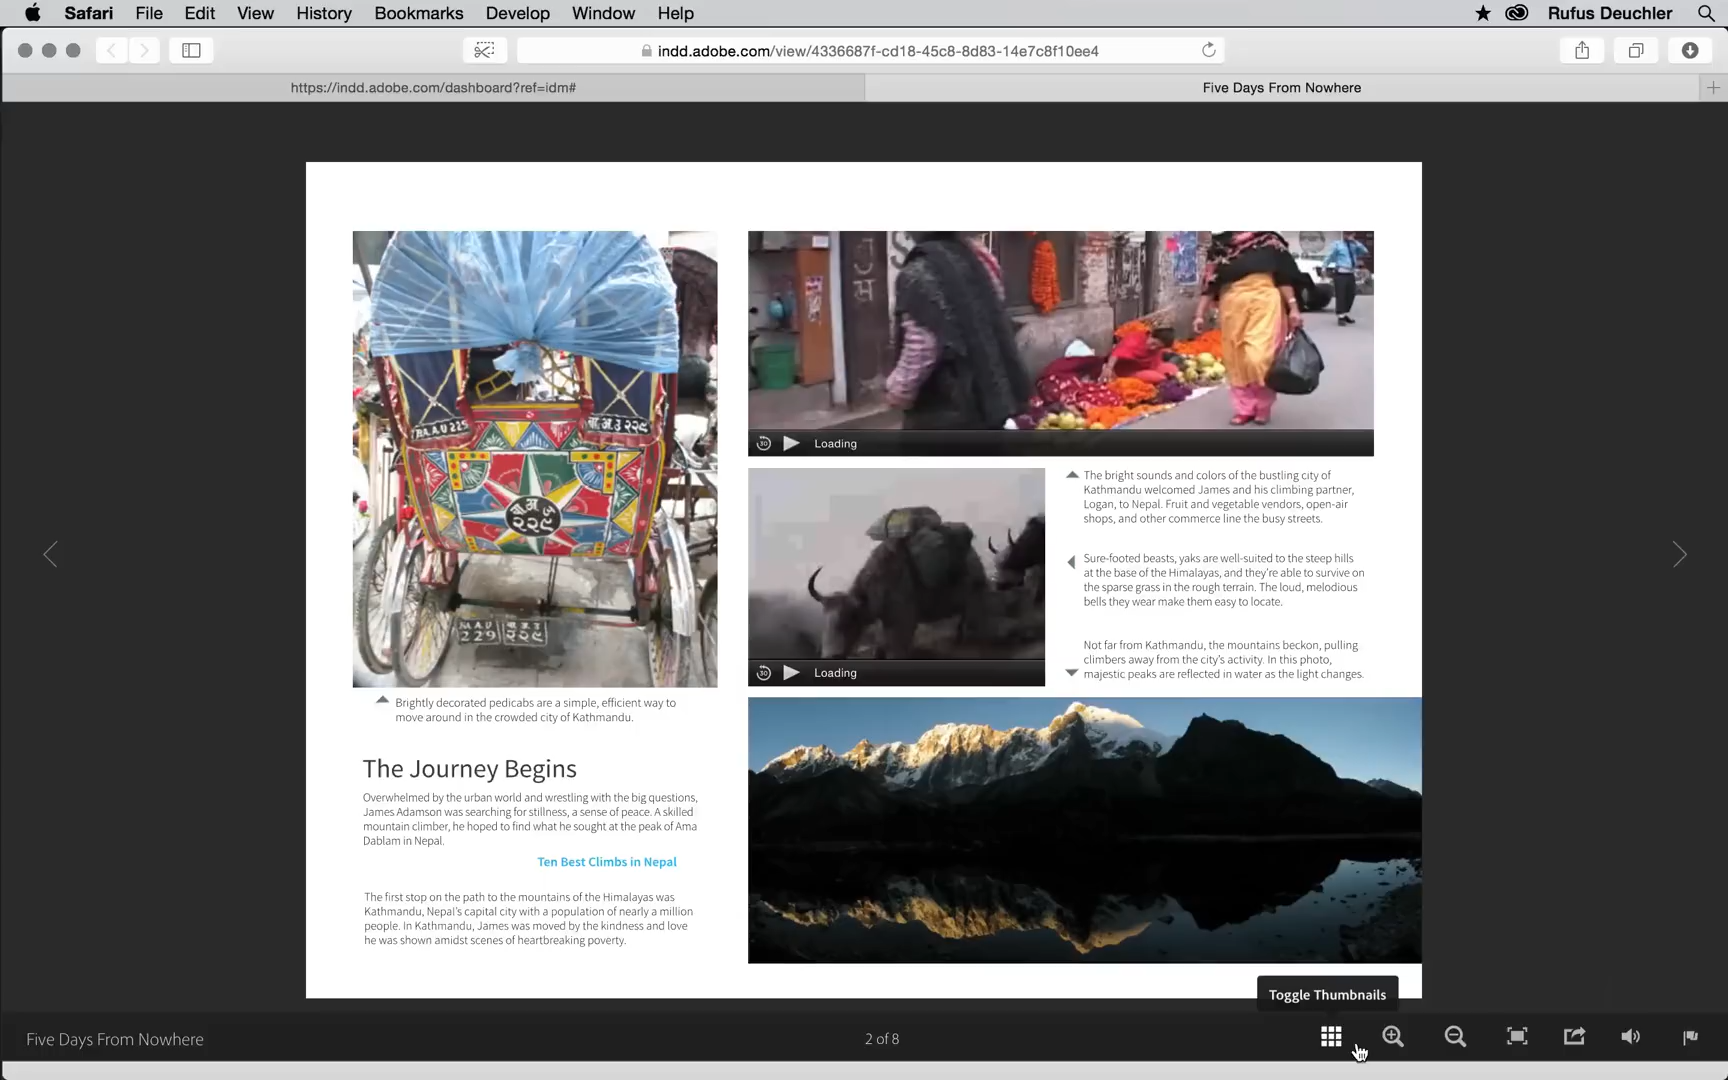 Safari File Edit View History Bookmarks Develop Window Help Rufus Deuchler
indd.adobe.com/view/4336687f-cd18-45c8-8d83-14e7c8f10ee4
https://indd.adobe.com/dashboard?ref=idm#
Five Days From Nowhere
229
२२९
Brightly decorated pedicabs are a simple, efficient way to
move around in the crowded city of Kathmandu.
The Journey Begins
Overwhelmed by the urban world and wrestling with the big questions,
James Adamson was searching for stillness, a sense of peace. A skilled
mountain climber, he hoped to find what he sought at the peak of Ama
Dablam in Nepal.
Ten Best Climbs in Nepal
The first stop on the path to the mountains of the Himalayas was
Kathmandu, Nepal's capital city with a population of nearly a million
people. In Kathmandu, James was moved by the kindness and love
he was shown amidst scenes of heartbreaking poverty.
30
Loading
30
Loading
The bright sounds and colors of the bustling city of
Kathmandu welcomed James and his climbing partner,
Logan, to Nepal. Fruit and vegetable vendors, open-air
shops, and other commerce line the busy streets.
Sure-footed beasts, yaks are well-suited to the steep hills
at the base of the Himalayas, and they're able to survive on
the sparse grass in the rough terrain. The loud, melodious
bells they wear make them easy to locate.
Not far from Kathmandu, the mountains beckon, pulling
climbers away from the city's activity. In this photo,
majestic peaks are reflected in water as the light changes.
Toggle Thumbnails
Five Days From Nowhere
2 of 8